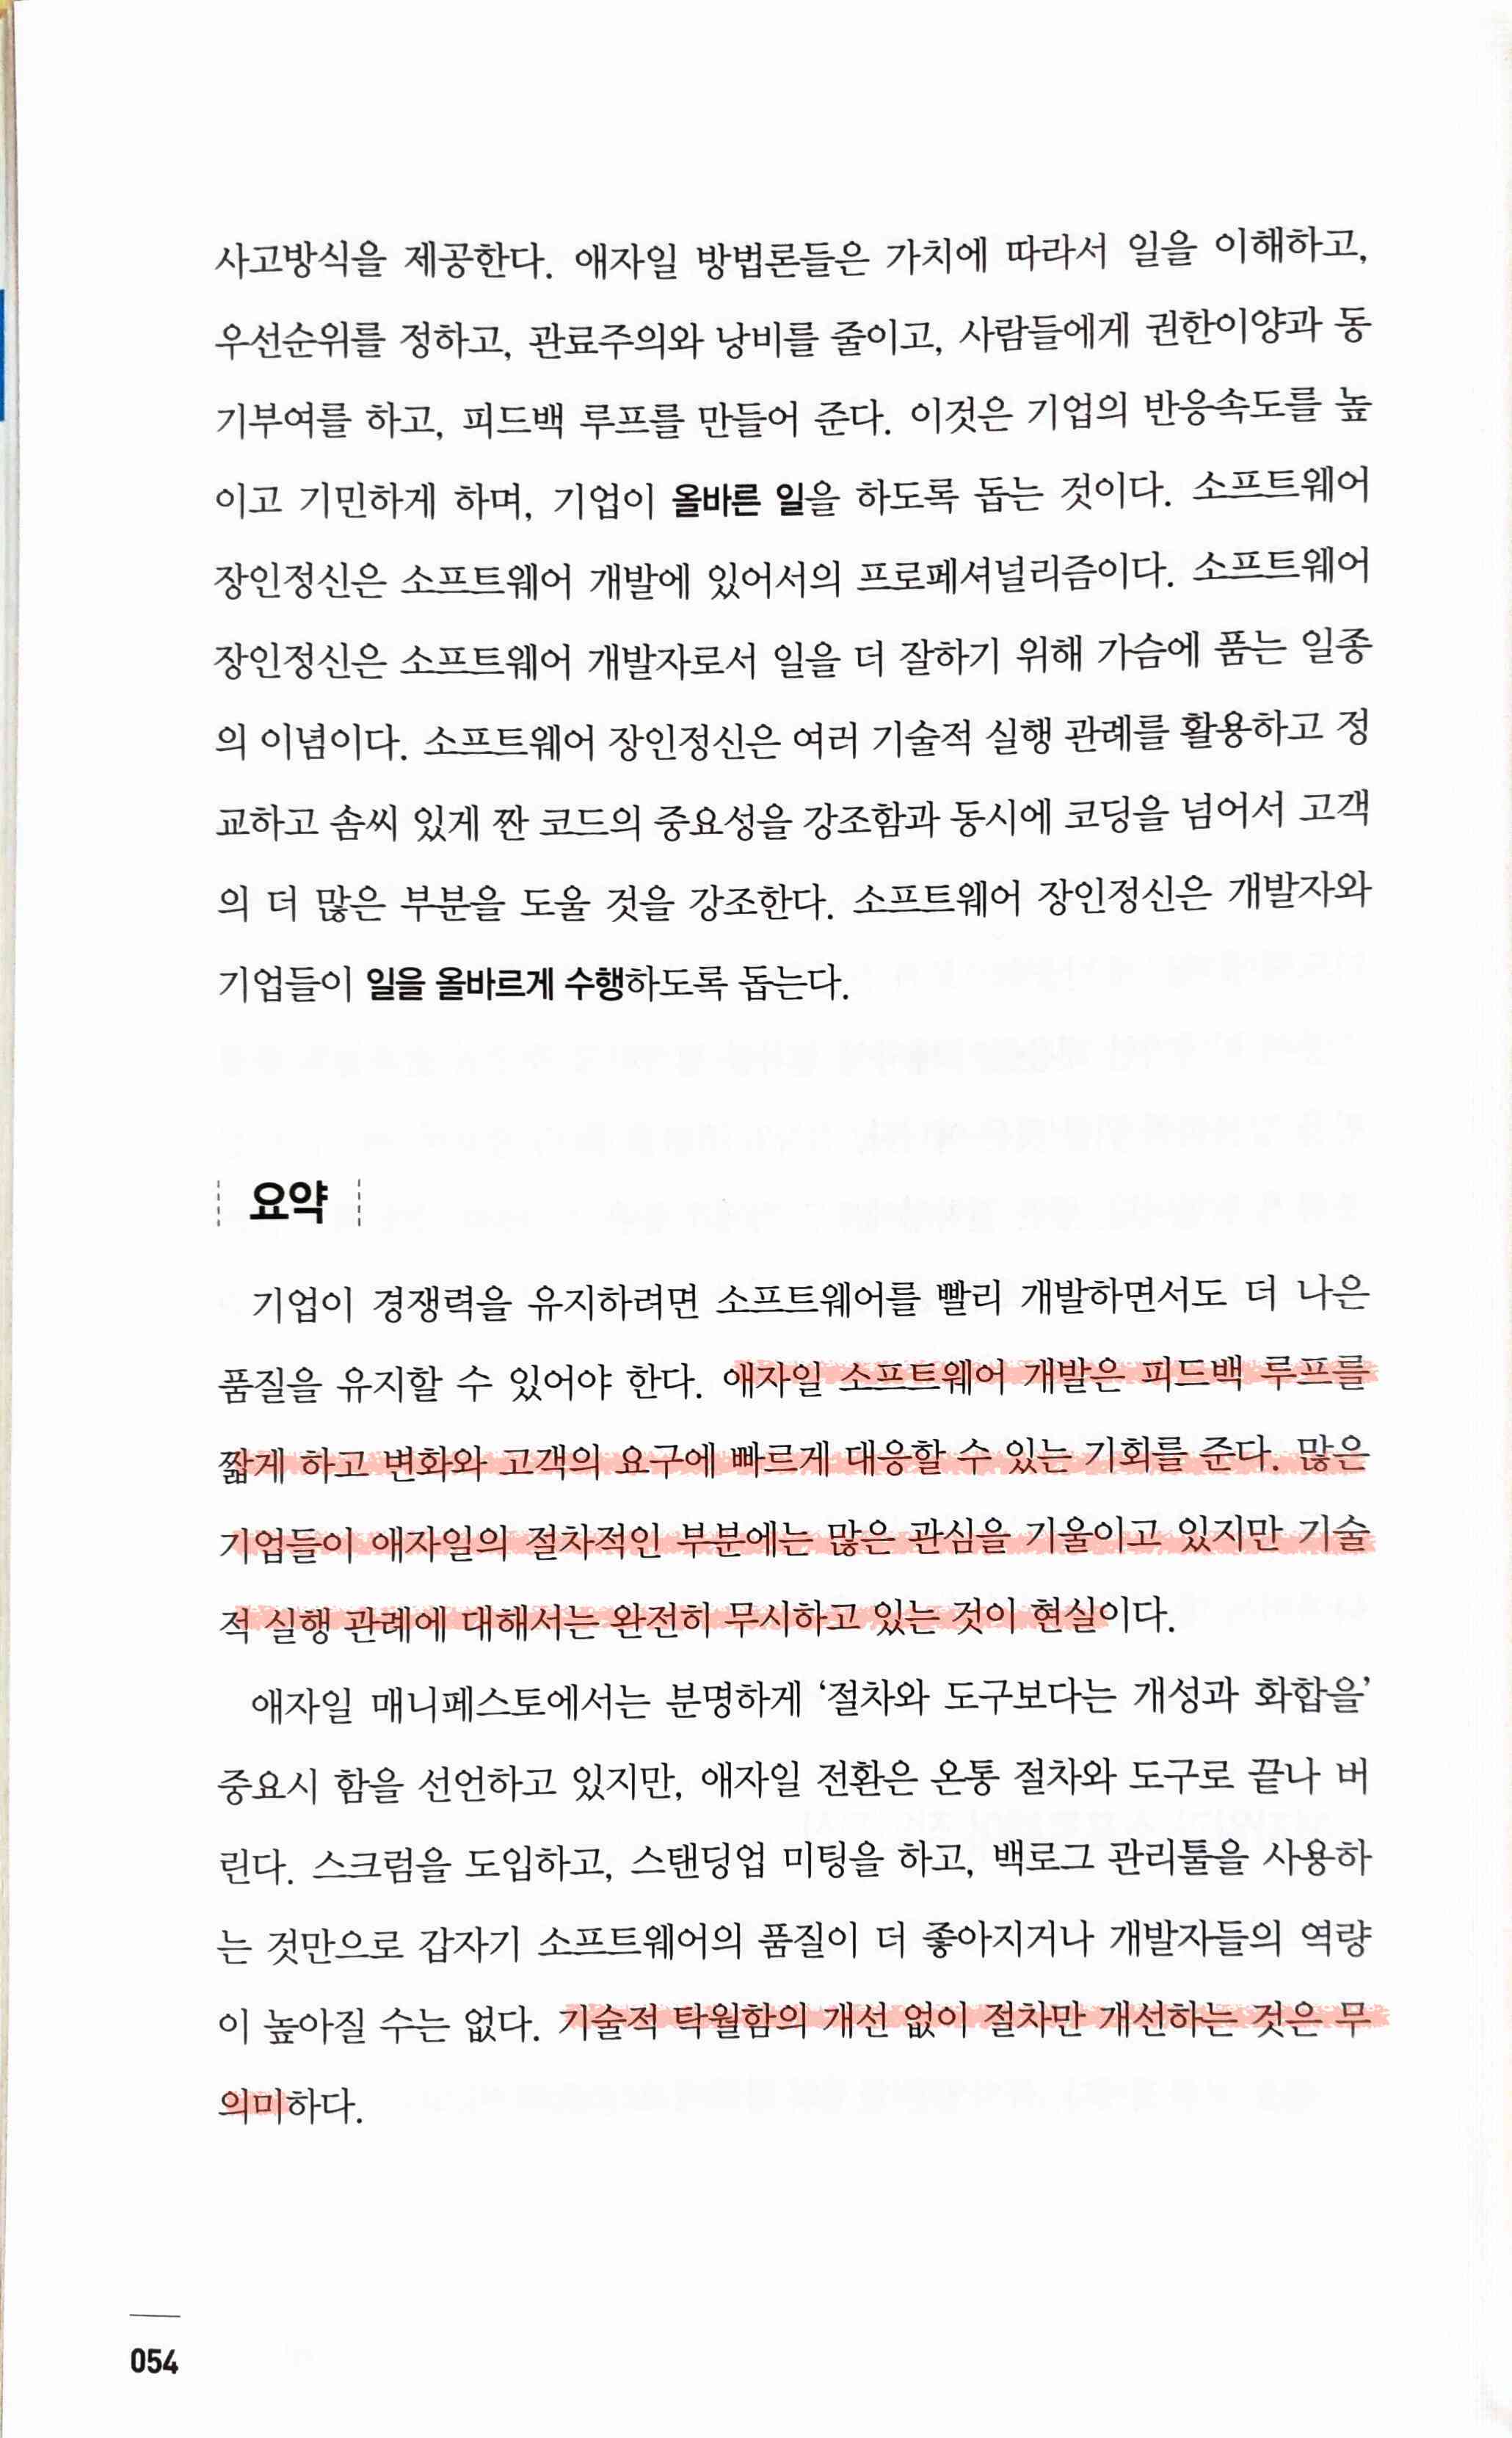 사고방식을 제공한다. 애자일 방법론들은 가치에 따라서 일을 이해하고,
우선순위를 정하고, 관료주의와 낭비를 줄이고, 사람들에게 권한이양과 동
기부여를 하고, 피드백 루프를 만들어 준다. 이것은 기업의 반응속도를 높
이고 기민하게 하며, 기업이 올바른 일을 하도록 돕는 것이다. 소프트웨어
장인정신은 소프트웨어 개발에 있어서의 프로페셔널리즘이다. 소프트웨어
장인정신은 소프트웨어 개발자로서 일을 더 잘하기 위해 가슴에 품는 일종
의 이념이다. 소프트웨어 장인정신은 여러 기술적 실행 관례를 활용하고 정
교하고 솜씨 있게 짠 코드의 중요성을 강조함과 동시에 코딩을 넘어서 고객
의 더 많은 부분을 도울 것을 강조한다. 소프트웨어 장인정신은 개발자와
기업들이 일을 올바르게 수행하도록 돕는다.
요약
기업이 경쟁력을 유지하려면 소프트웨어를 빨리 개발하면서도 더 나은
품질을 유지할 수 있어야 한다. 애자일 소프트웨어 개발은 피드백 루프를
짧게 하고 변화와 고객의 요구에 빠르게 대응할 수 있는 기회를 준다. 많은
기업들이 애자일의 절차적인 부분에는 많은 관심을 기울이고 있지만 기술
적 실행 관례에 대해서는 완전히 무시하고 있는 것이 현실이다.
애자일 매니페스토에서는 분명하게 ‘절차와 도구보다는 개성과 화합을’
중요시 함을 선언하고 있지만, 애자일 전환은 온통 절차와 도구로 끝나 버
린다. 스크럼을 도입하고, 스탠딩업 미팅을 하고, 백로그 관리툴을 사용하
는 것만으로 갑자기 소프트웨어의 품질이 더 좋아지거나 개발자들의 역량
이 높아질 수는 없다. 기술적 탁월함의 개선 없이 절차만 개선하는 것은 무
의미하다.
054